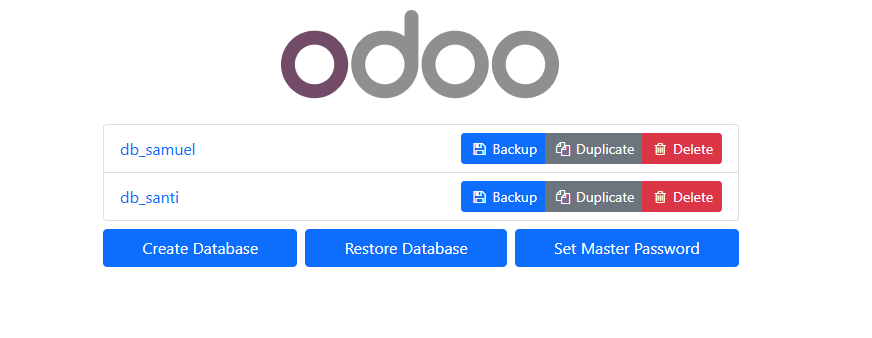 odoo
db_samuel Backup Duplicate Delete
db_santi Backup Duplicate Delete
Create Database Restore Database Set Master Password